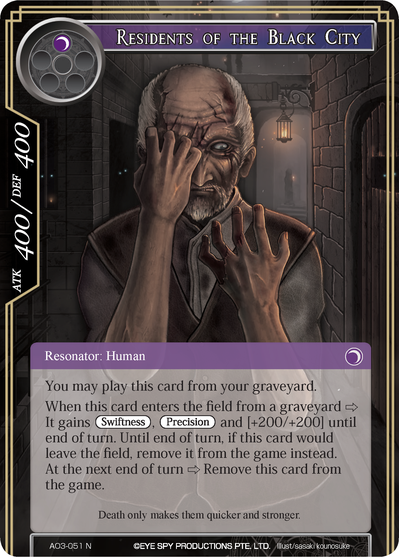 Residents of the Black City
ATK 400 / DEF 400
Resonator: Human
You may play this card from your graveyard.
When this card enters the field from a graveyard ⇨
It gains Swiftness, Precision and [+200/+200] until
end of turn. Until end of turn, if this card would
leave the field, remove it from the game instead.
At the next end of turn ⇨ Remove this card from
the game.
Death only makes them quicker and stronger.
A03-051 N
©EYE SPY PRODUCTIONS PTE. LTD.
Illust/sasaki kounosuke